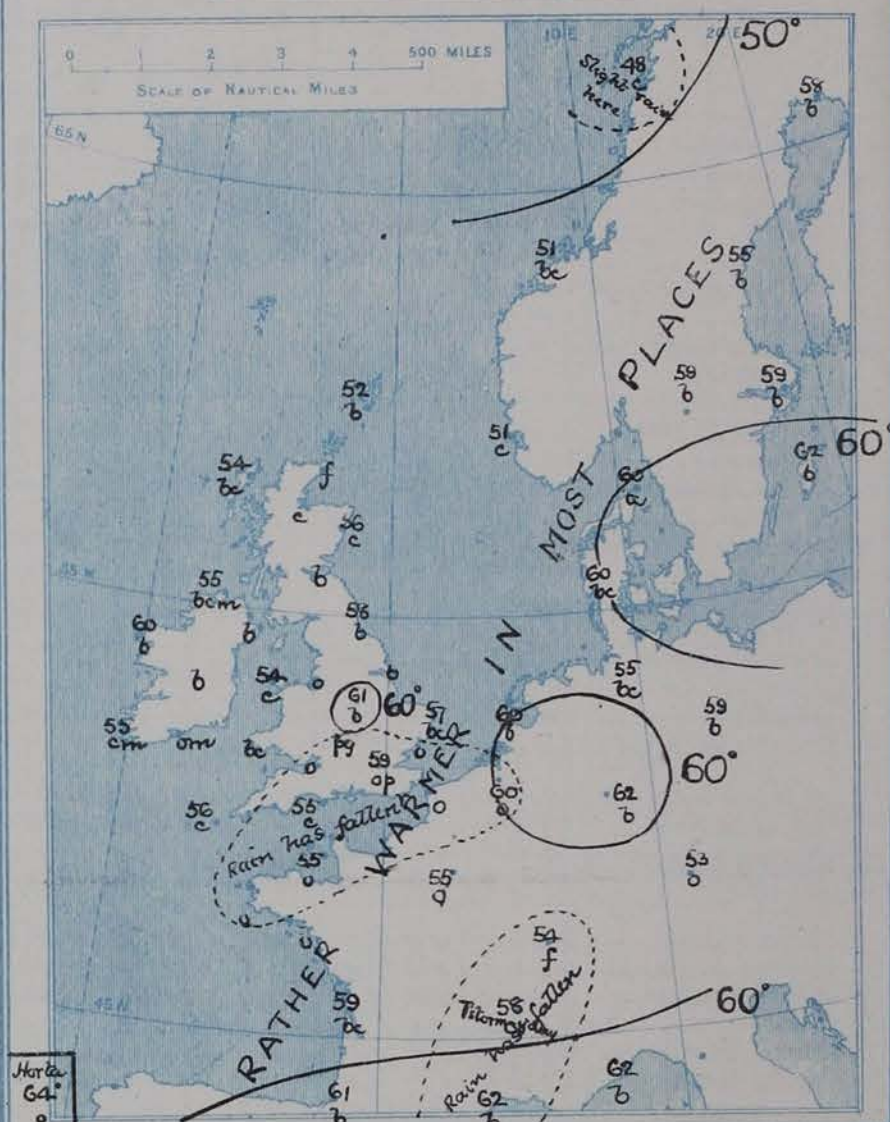 0 1 2 3 4 500 MILES
SCALE OF NAUTICAL MILES
10 E
20 E
50°
48
c
Slight rain
here
58
b
65 N
51
bc
55
b
PLACES
59
b
59
b
52
b
51
c
60°
62
b
54
bc
f
c
56
c
60
MOST
55
bcm
b
60
bc
60
b
b
56
b
IN
b
54
c
o
b
61
b
60°
55
bc
59
b
55
cm
om
bc
pg
57
bc
60
b
o
59
op
o
60°
WARMER
60
o
62
b
56
c
55
c
o
Rain has fallen
55
o
55
o
53
o
o
54
f
o
RATHER
45 N
59
bc
58
Rain has fallen
60°
Horta
64°
o
61
b
62
b
62
b